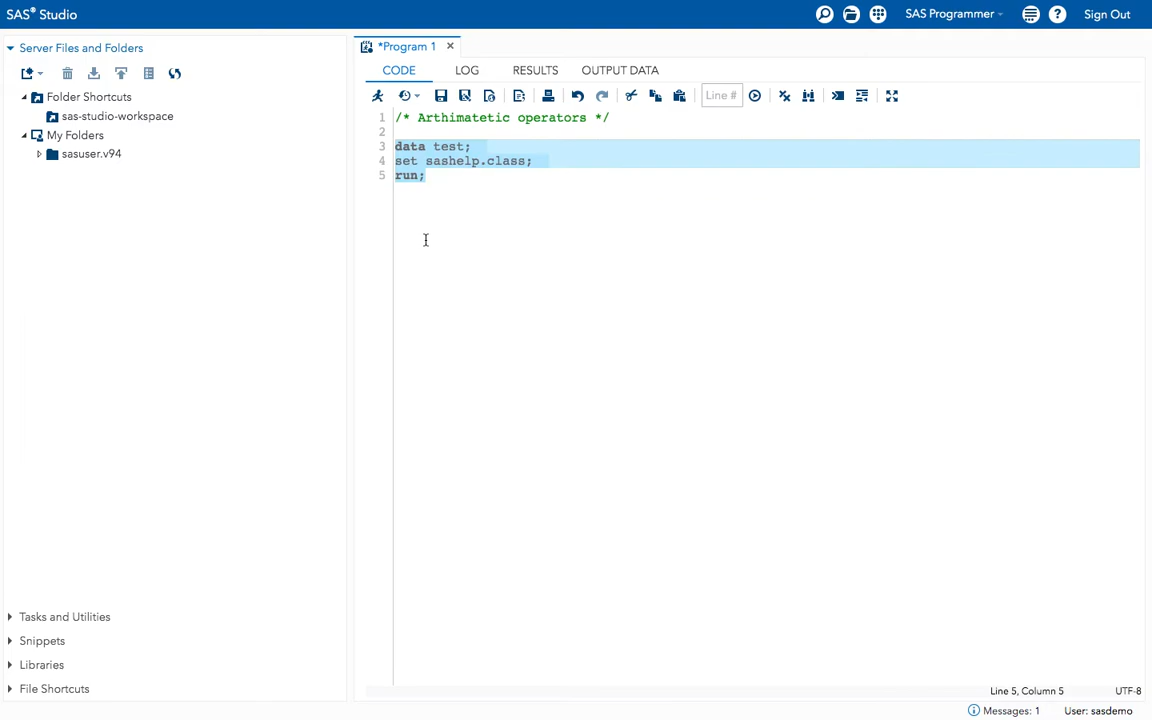 SAS® Studio
SAS Programmer
Sign Out
Server Files and Folders
Folder Shortcuts
sas-studio-workspace
My Folders
sasuser.v94
Tasks and Utilities
Snippets
Libraries
File Shortcuts
*Program 1
CODE LOG RESULTS OUTPUT DATA
Line #
1 /* Arthimatetic operators */
2
3 data test;
4 set sashelp.class;
5 run;
Line 5, Column 5 UTF-8
Messages: 1 User: sasdemo